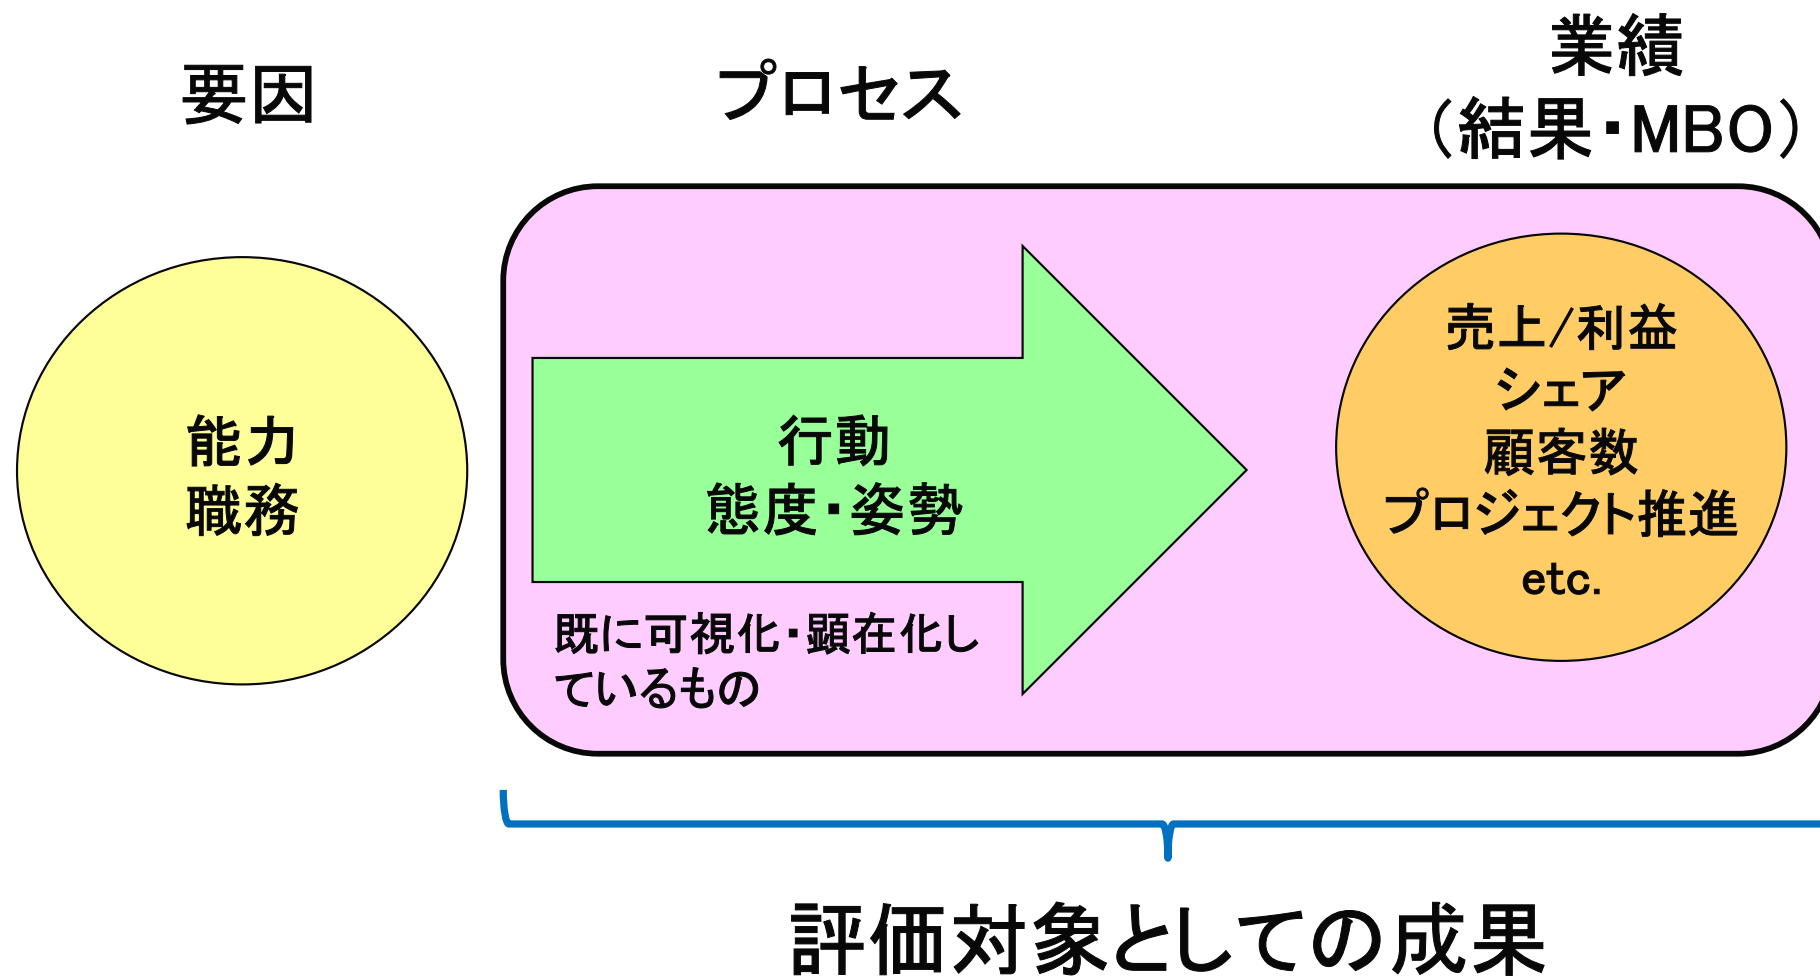 要因
プロセス
業績
（結果・MBO）
能力
職務
行動
態度・姿勢
既に可視化・顕在化し
ているもの
売上/利益
シェア
顧客数
プロジェクト推進
etc.
評価対象としての成果